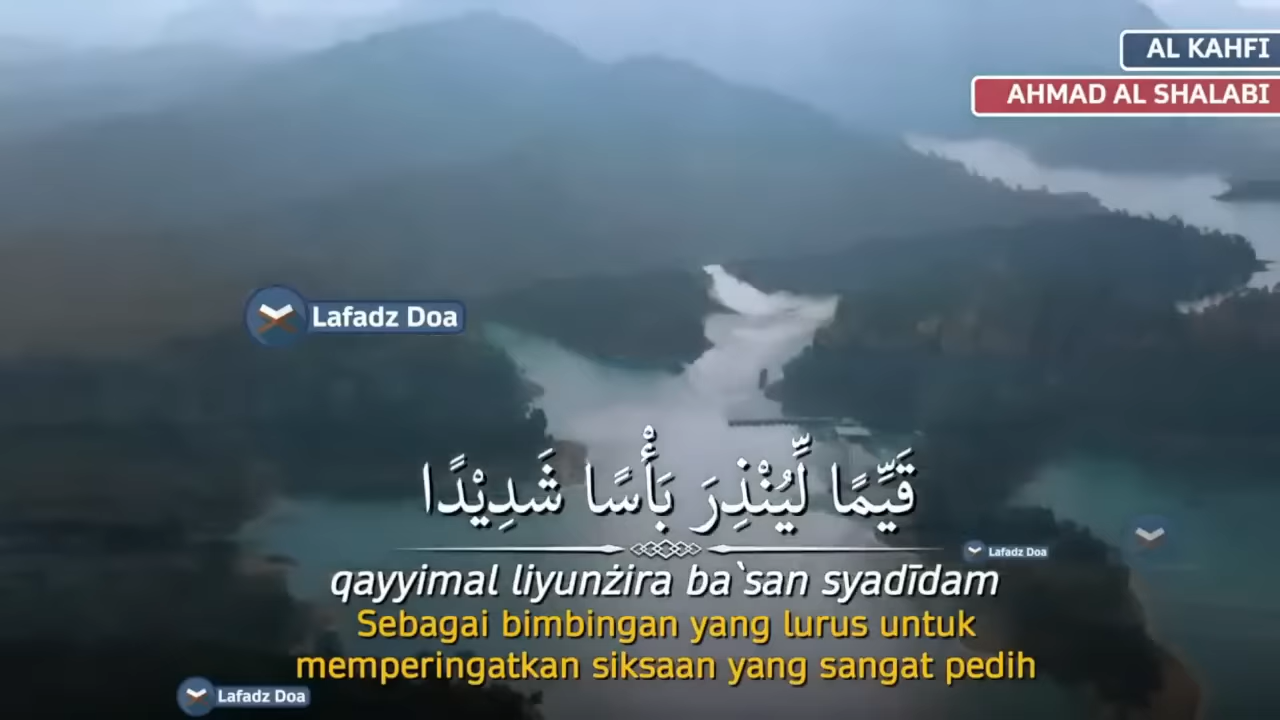 AL KAHFI
AHMAD AL SHALABI
Lafadz Doa
قَيِّمًا لِّيُنْذِرَ بَأْسًا شَدِيْدًا
Lafadz Doa
qayyimal liyunżira ba`san syadīdam
Sebagai bimbingan yang lurus untuk
memperingatkan siksaan yang sangat pedih
Lafadz Doa